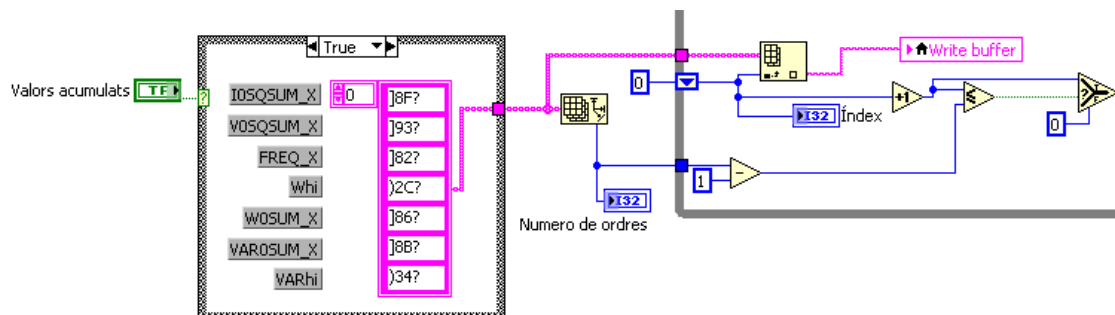 True
Valors acumulats
TF
?
I0SQSUM_X
0
]8F?
V0SQSUM_X
]93?
FREQ_X
]82?
Whi
)2C?
W0SUM_X
]86?
VAR0SUM_X
]8B?
VARhi
)34?
I32
Numero de ordres
Write buffer
0
I32
Índex
+1
≤
?
0
1
-